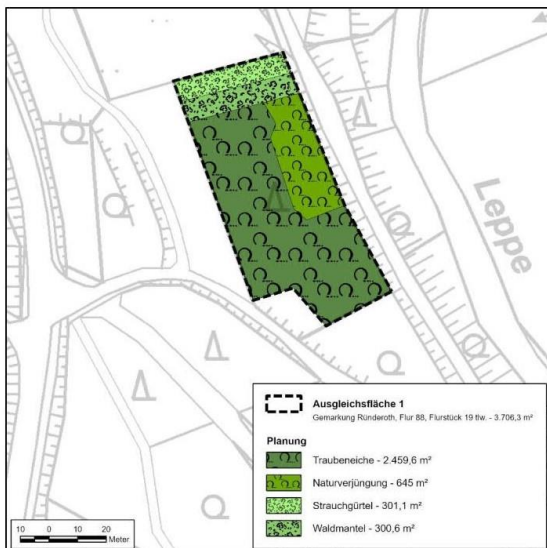 Leppe
Ausgleichsfläche 1
Gemarkung Ründeroth, Flur 88, Flurstück 19 tlw. - 3.706,3 m²
Planung
Traubeneiche - 2.459,6 m²
Naturverjüngung - 645 m²
Strauchgürtel - 301,1 m²
Waldmantel - 300,6 m²
10 0 10 20
Meter